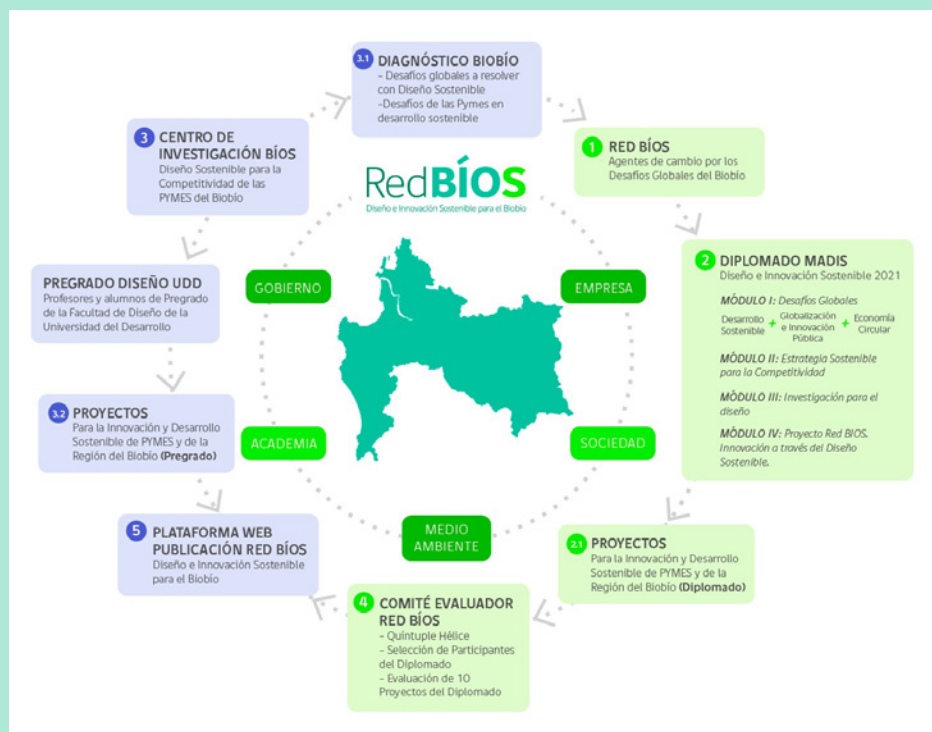 3.1 DIAGNÓSTICO BIOBÍO
- Desafíos globales a resolver
con Diseño Sostenible
-Desafíos de las Pymes en
desarrollo sostenible
3 CENTRO DE
INVESTIGACIÓN BÍOS
Diseño Sostenible para la
Competitividad de las
PYMES del Biobío
1 RED BÍOS
Agentes de cambio por los
Desafíos Globales del Biobío
RedBÍOS
Diseño e Innovación Sostenible para el Biobío
PREGRADO DISEÑO UDD
Profesores y alumnos de Pregrado
de la Facultad de Diseño de la
Universidad del Desarrollo
GOBIERNO
EMPRESA
2 DIPLOMADO MADIS
Diseño e Innovación Sostenible 2021
MÓDULO I: Desafíos Globales
Desarrollo
Sostenible
+
Globalización
e Innovación
Pública
+
Economía
Circular
MÓDULO II: Estrategia Sostenible
para la Competitividad
MÓDULO III: Investigación para el
diseño
MÓDULO IV: Proyecto Red BIOS.
Innovación a través del Diseño
Sostenible.
3.2 PROYECTOS
Para la Innovación y Desarrollo
Sostenible de PYMES y de la
Región del Biobío (Pregrado)
ACADEMIA
SOCIEDAD
MEDIO
AMBIENTE
5 PLATAFORMA WEB
PUBLICACIÓN RED BÍOS
Diseño e Innovación Sostenible
para el Biobío
2.1 PROYECTOS
Para la Innovación y Desarrollo
Sostenible de PYMES y de la
Región del Biobío (Diplomado)
4 COMITÉ EVALUADOR
RED BÍOS
- Quíntuple Hélice
- Selección de Participantes
del Diplomado
- Evaluación de 10
Proyectos del Diplomado